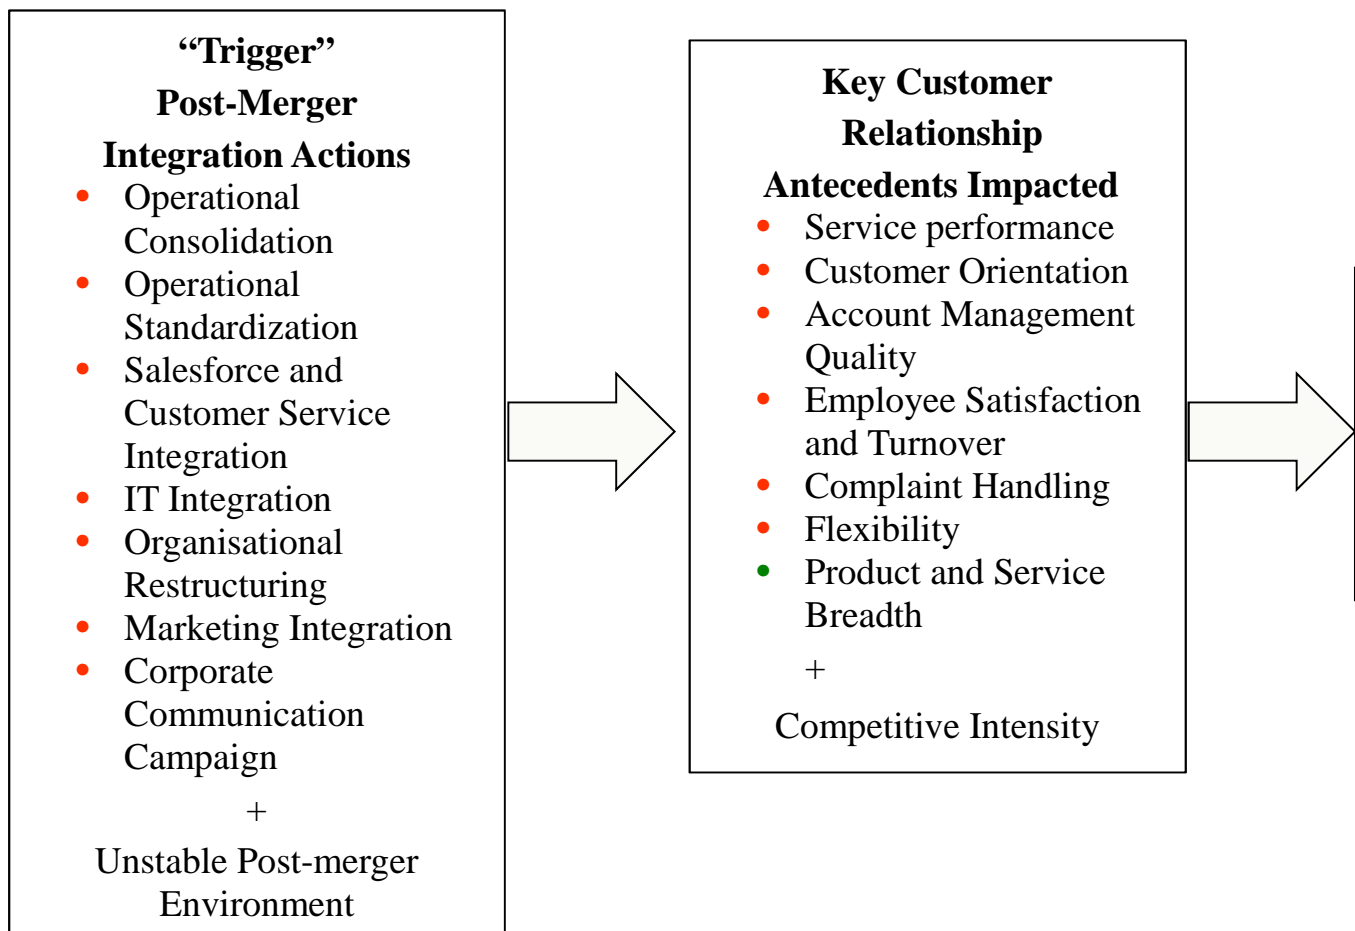 “Trigger”
Post-Merger
Integration Actions
• Operational
Consolidation
• Operational
Standardization
• Salesforce and
Customer Service
Integration
• IT Integration
• Organisational
Restructuring
• Marketing Integration
• Corporate
Communication
Campaign
+
Unstable Post-merger
Environment
Key Customer
Relationship
Antecedents Impacted
• Service performance
• Customer Orientation
• Account Management
Quality
• Employee Satisfaction
and Turnover
• Complaint Handling
• Flexibility
• Product and Service
Breadth
+
Competitive Intensity